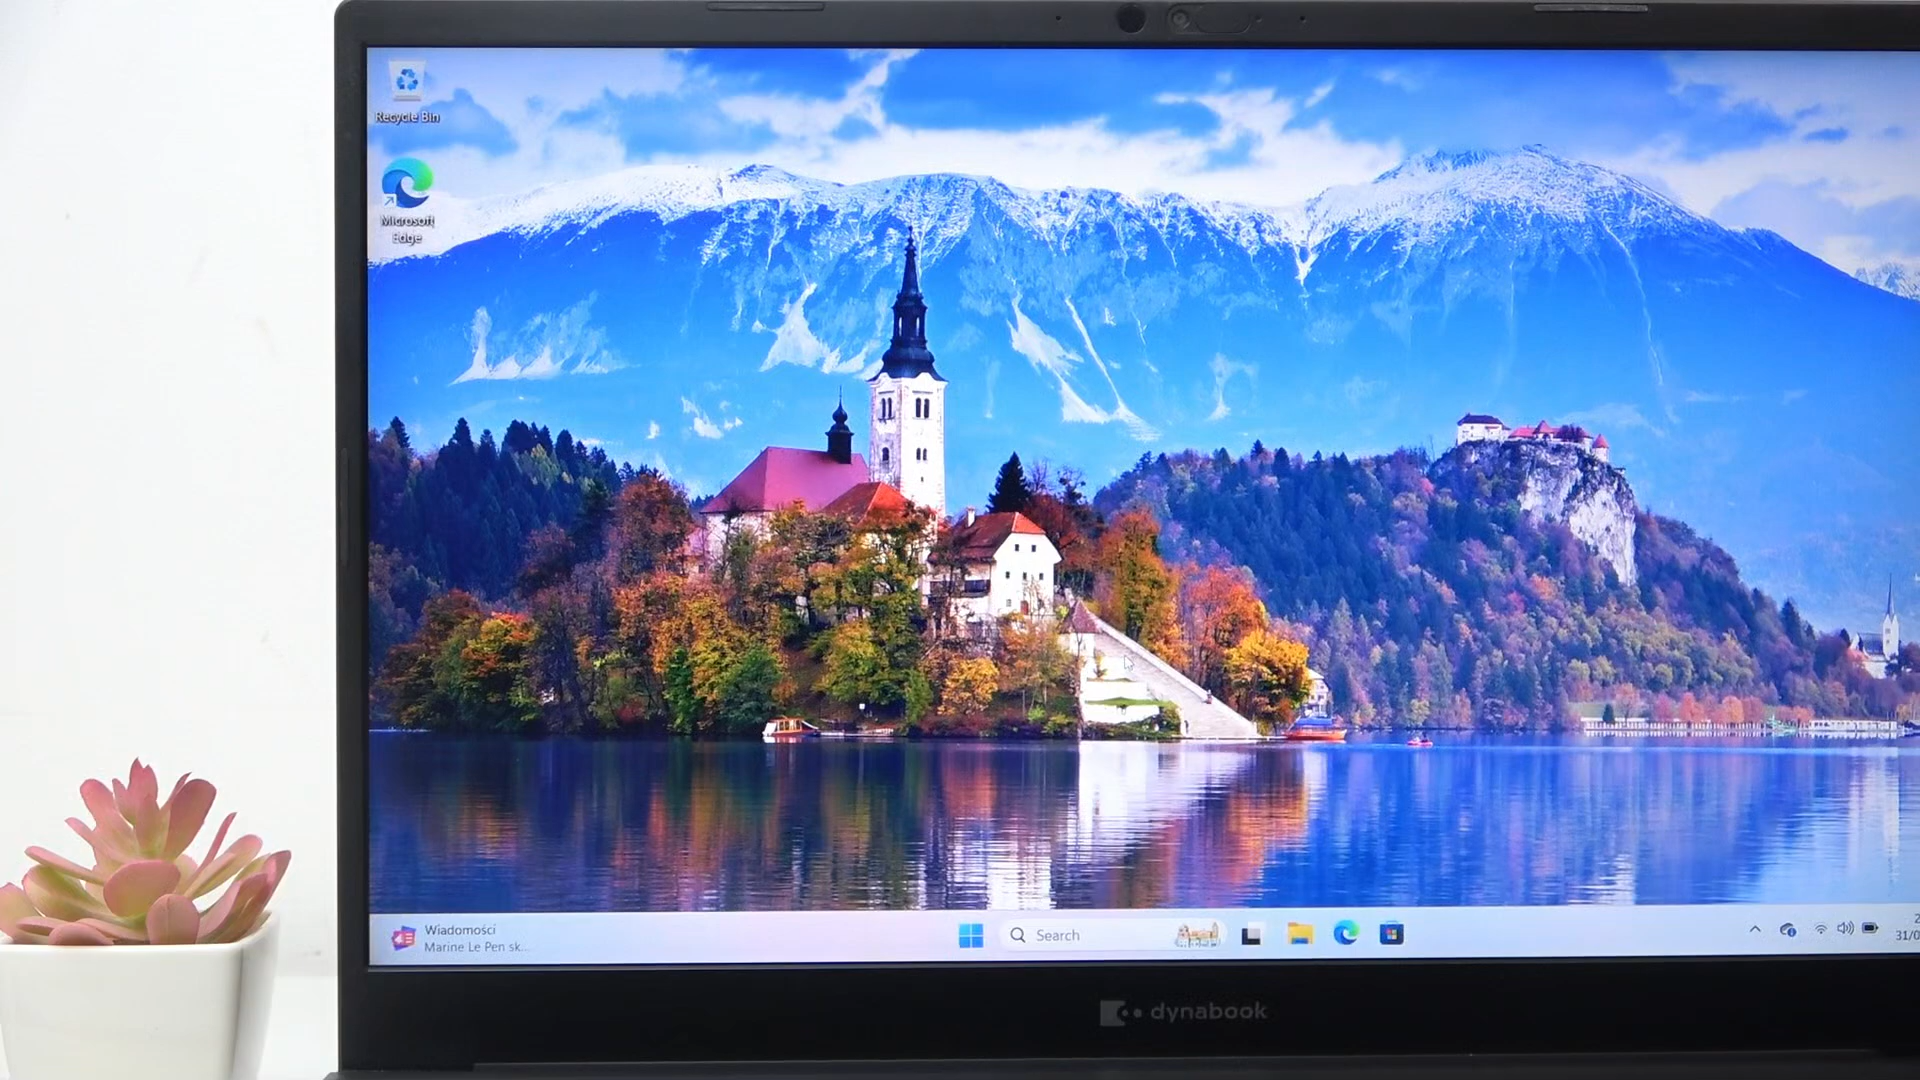 Recycle Bin
Microsoft
Edge
Wiadomości
Marine Le Pen sk...
Search
31/0
dynabook